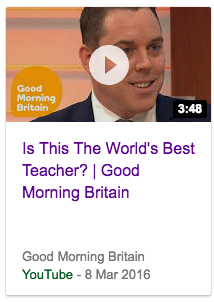 Good
Morning
Britain
3:48
Is This The World's Best
Teacher? | Good
Morning Britain
Good Morning Britain
YouTube - 8 Mar 2016